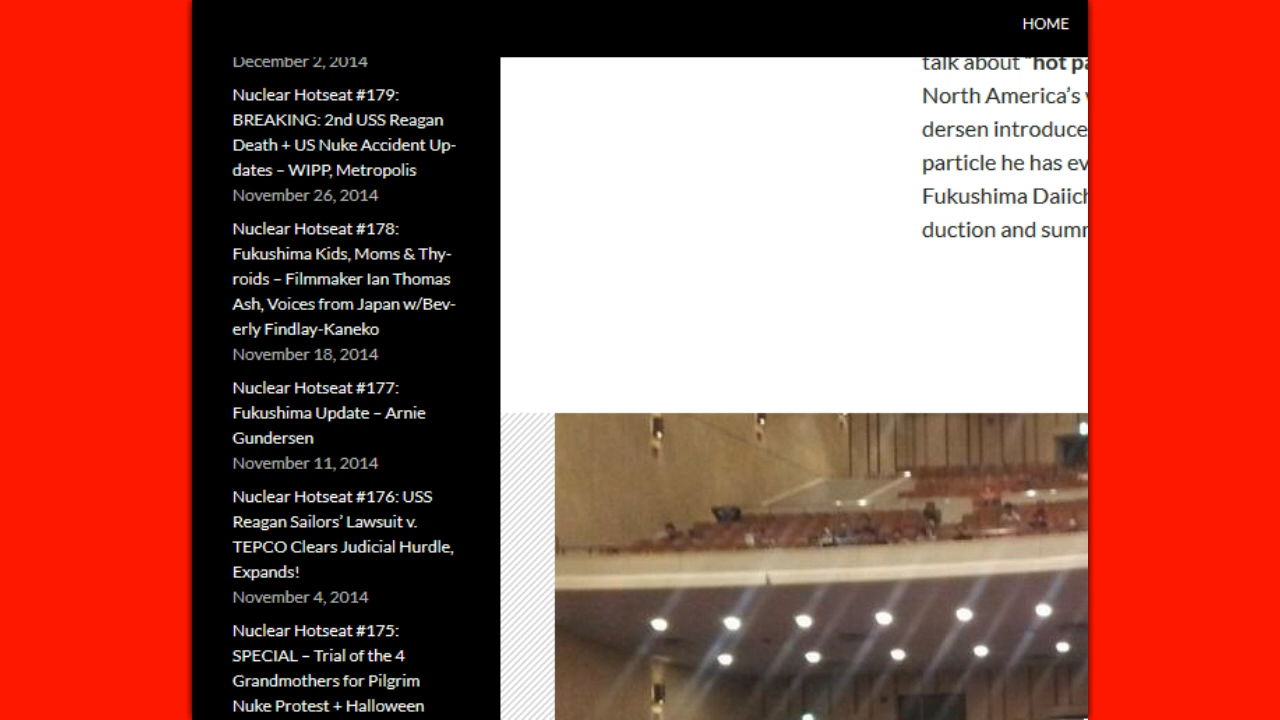 HOME
December 2, 2014
Nuclear Hotseat #179:
BREAKING: 2nd USS Reagan
Death + US Nuke Accident Up-
dates – WIPP, Metropolis
November 26, 2014
Nuclear Hotseat #178:
Fukushima Kids, Moms & Thy-
roids – Filmmaker Ian Thomas
Ash, Voices from Japan w/Bev-
erly Findlay-Kaneko
November 18, 2014
Nuclear Hotseat #177:
Fukushima Update – Arnie
Gundersen
November 11, 2014
Nuclear Hotseat #176: USS
Reagan Sailors’ Lawsuit v.
TEPCO Clears Judicial Hurdle,
Expands!
November 4, 2014
Nuclear Hotseat #175:
SPECIAL – Trial of the 4
Grandmothers for Pilgrim
Nuke Protest + Halloween
talk about “hot
North America’s
dersen introduce
particle he has
Fukushima
duction and